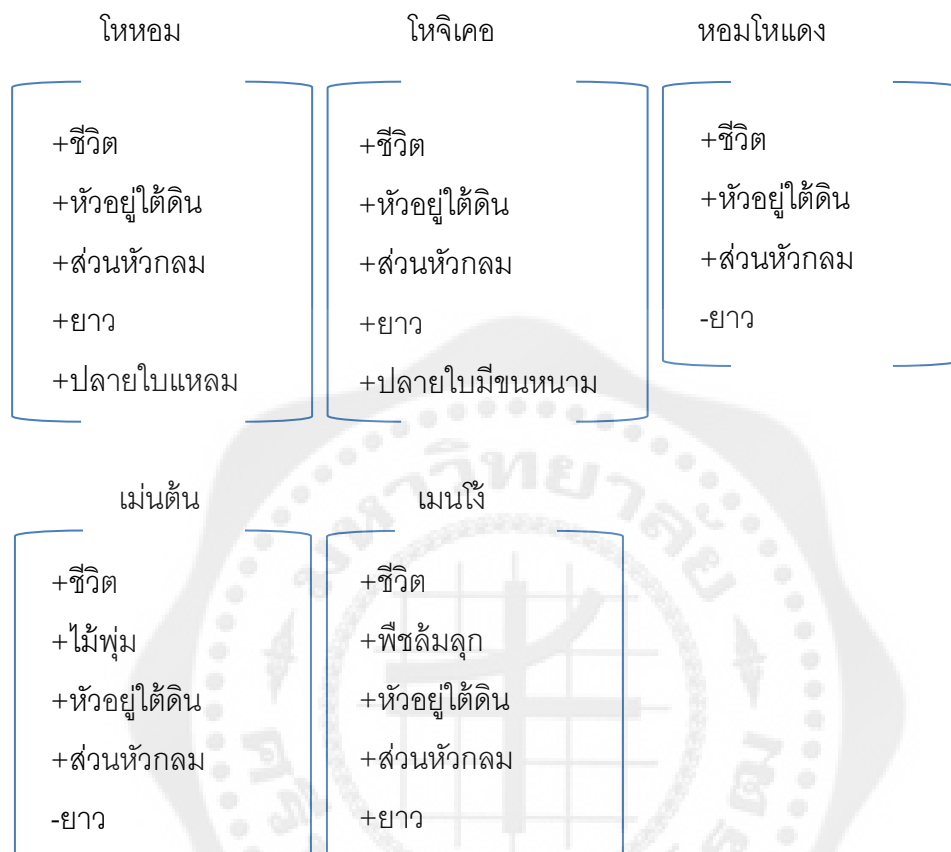 โหหอม โหจิเคอ หอมโหแดง
+ชีวิต +ชีวิต +ชีวิต
+หัวอยู่ใต้ดิน +หัวอยู่ใต้ดิน +หัวอยู่ใต้ดิน
+ส่วนหัวกลม +ส่วนหัวกลม +ส่วนหัวกลม
+ยาว +ยาว -ยาว
+ปลายใบแหลม +ปลายใบมีขนหนาม
เม่นต้น เมนโง้
+ชีวิต +ชีวิต
+ไม้พุ่ม +พืชล้มลุก
+หัวอยู่ใต้ดิน +หัวอยู่ใต้ดิน
+ส่วนหัวกลม +ส่วนหัวกลม
-ยาว +ยาว